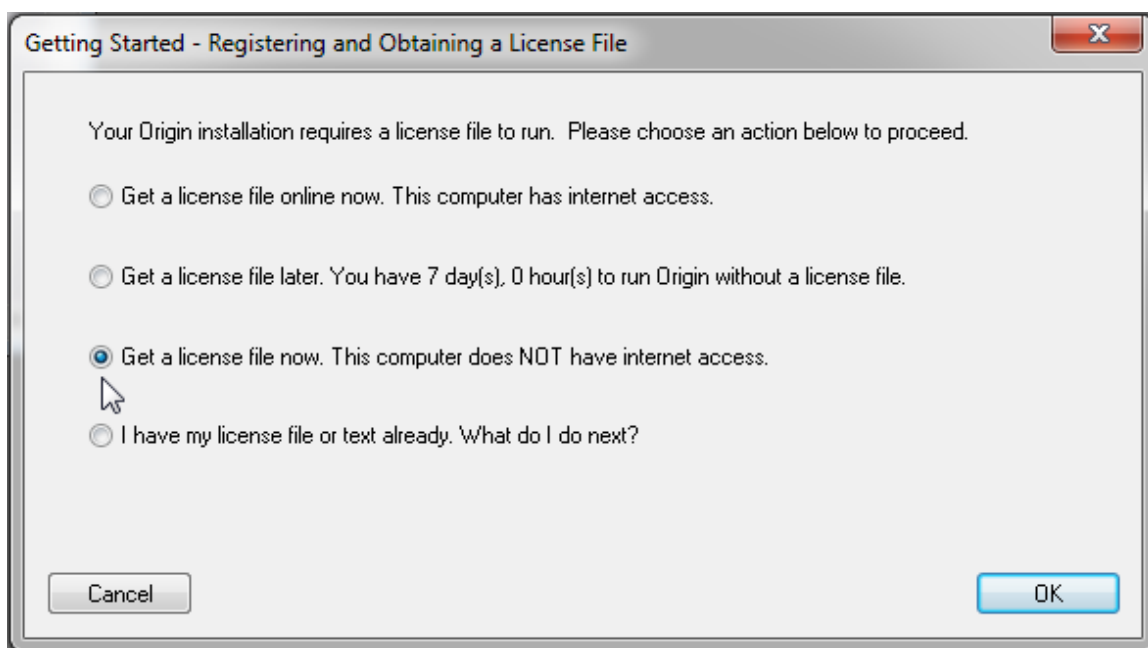 Getting Started - Registering and Obtaining a License File
Your Origin installation requires a license file to run.  Please choose an action below to proceed.
Get a license file online now. This computer has internet access.
Get a license file later. You have 7 day(s), 0 hour(s) to run Origin without a license file.
Get a license file now. This computer does NOT have internet access.
I have my license file or text already. What do I do next?
Cancel
OK